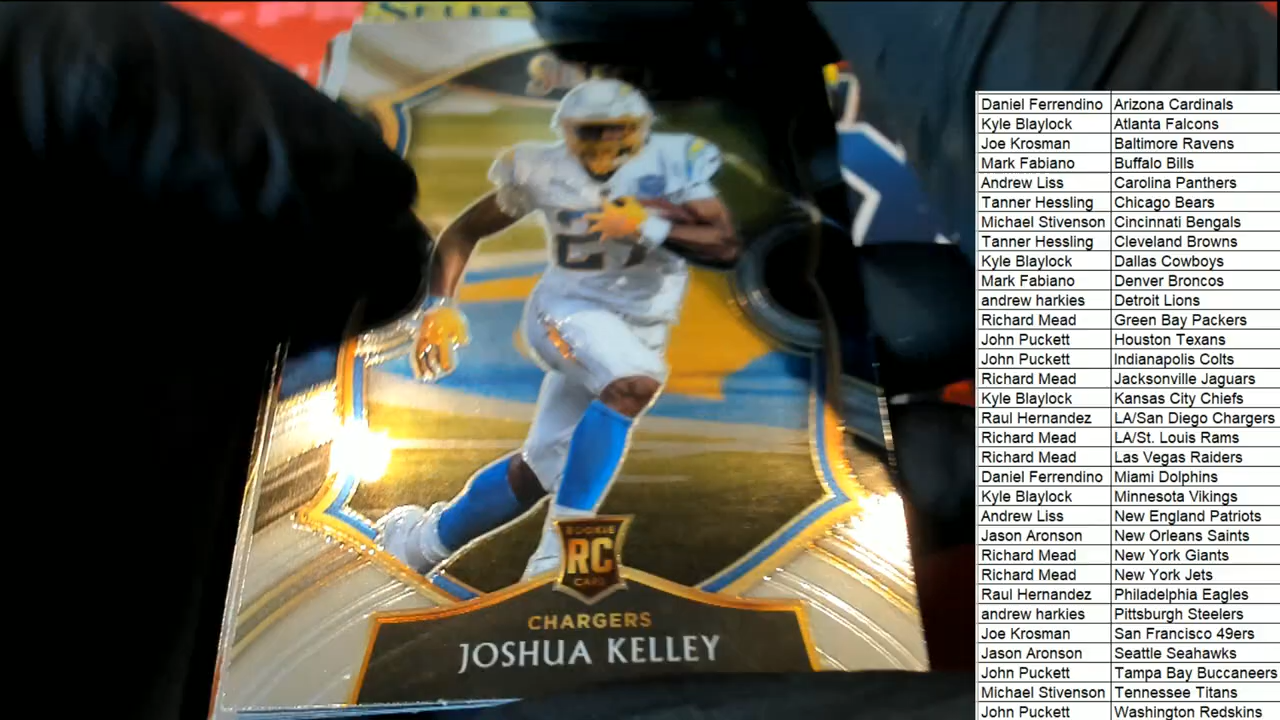 SELECT
27
ROOKIE
RC
CARD
CHARGERS
JOSHUA KELLEY
Daniel Ferrendino Arizona Cardinals
Kyle Blaylock Atlanta Falcons
Joe Krosman Baltimore Ravens
Mark Fabiano Buffalo Bills
Andrew Liss Carolina Panthers
Tanner Hessling Chicago Bears
Michael Stivenson Cincinnati Bengals
Tanner Hessling Cleveland Browns
Kyle Blaylock Dallas Cowboys
Mark Fabiano Denver Broncos
andrew harkies Detroit Lions
Richard Mead Green Bay Packers
John Puckett Houston Texans
John Puckett Indianapolis Colts
Richard Mead Jacksonville Jaguars
Kyle Blaylock Kansas City Chiefs
Raul Hernandez LA/San Diego Chargers
Richard Mead LA/St. Louis Rams
Richard Mead Las Vegas Raiders
Daniel Ferrendino Miami Dolphins
Kyle Blaylock Minnesota Vikings
Andrew Liss New England Patriots
Jason Aronson New Orleans Saints
Richard Mead New York Giants
Richard Mead New York Jets
Raul Hernandez Philadelphia Eagles
andrew harkies Pittsburgh Steelers
Joe Krosman San Francisco 49ers
Jason Aronson Seattle Seahawks
John Puckett Tampa Bay Buccaneers
Michael Stivenson Tennessee Titans
John Puckett Washington Redskins